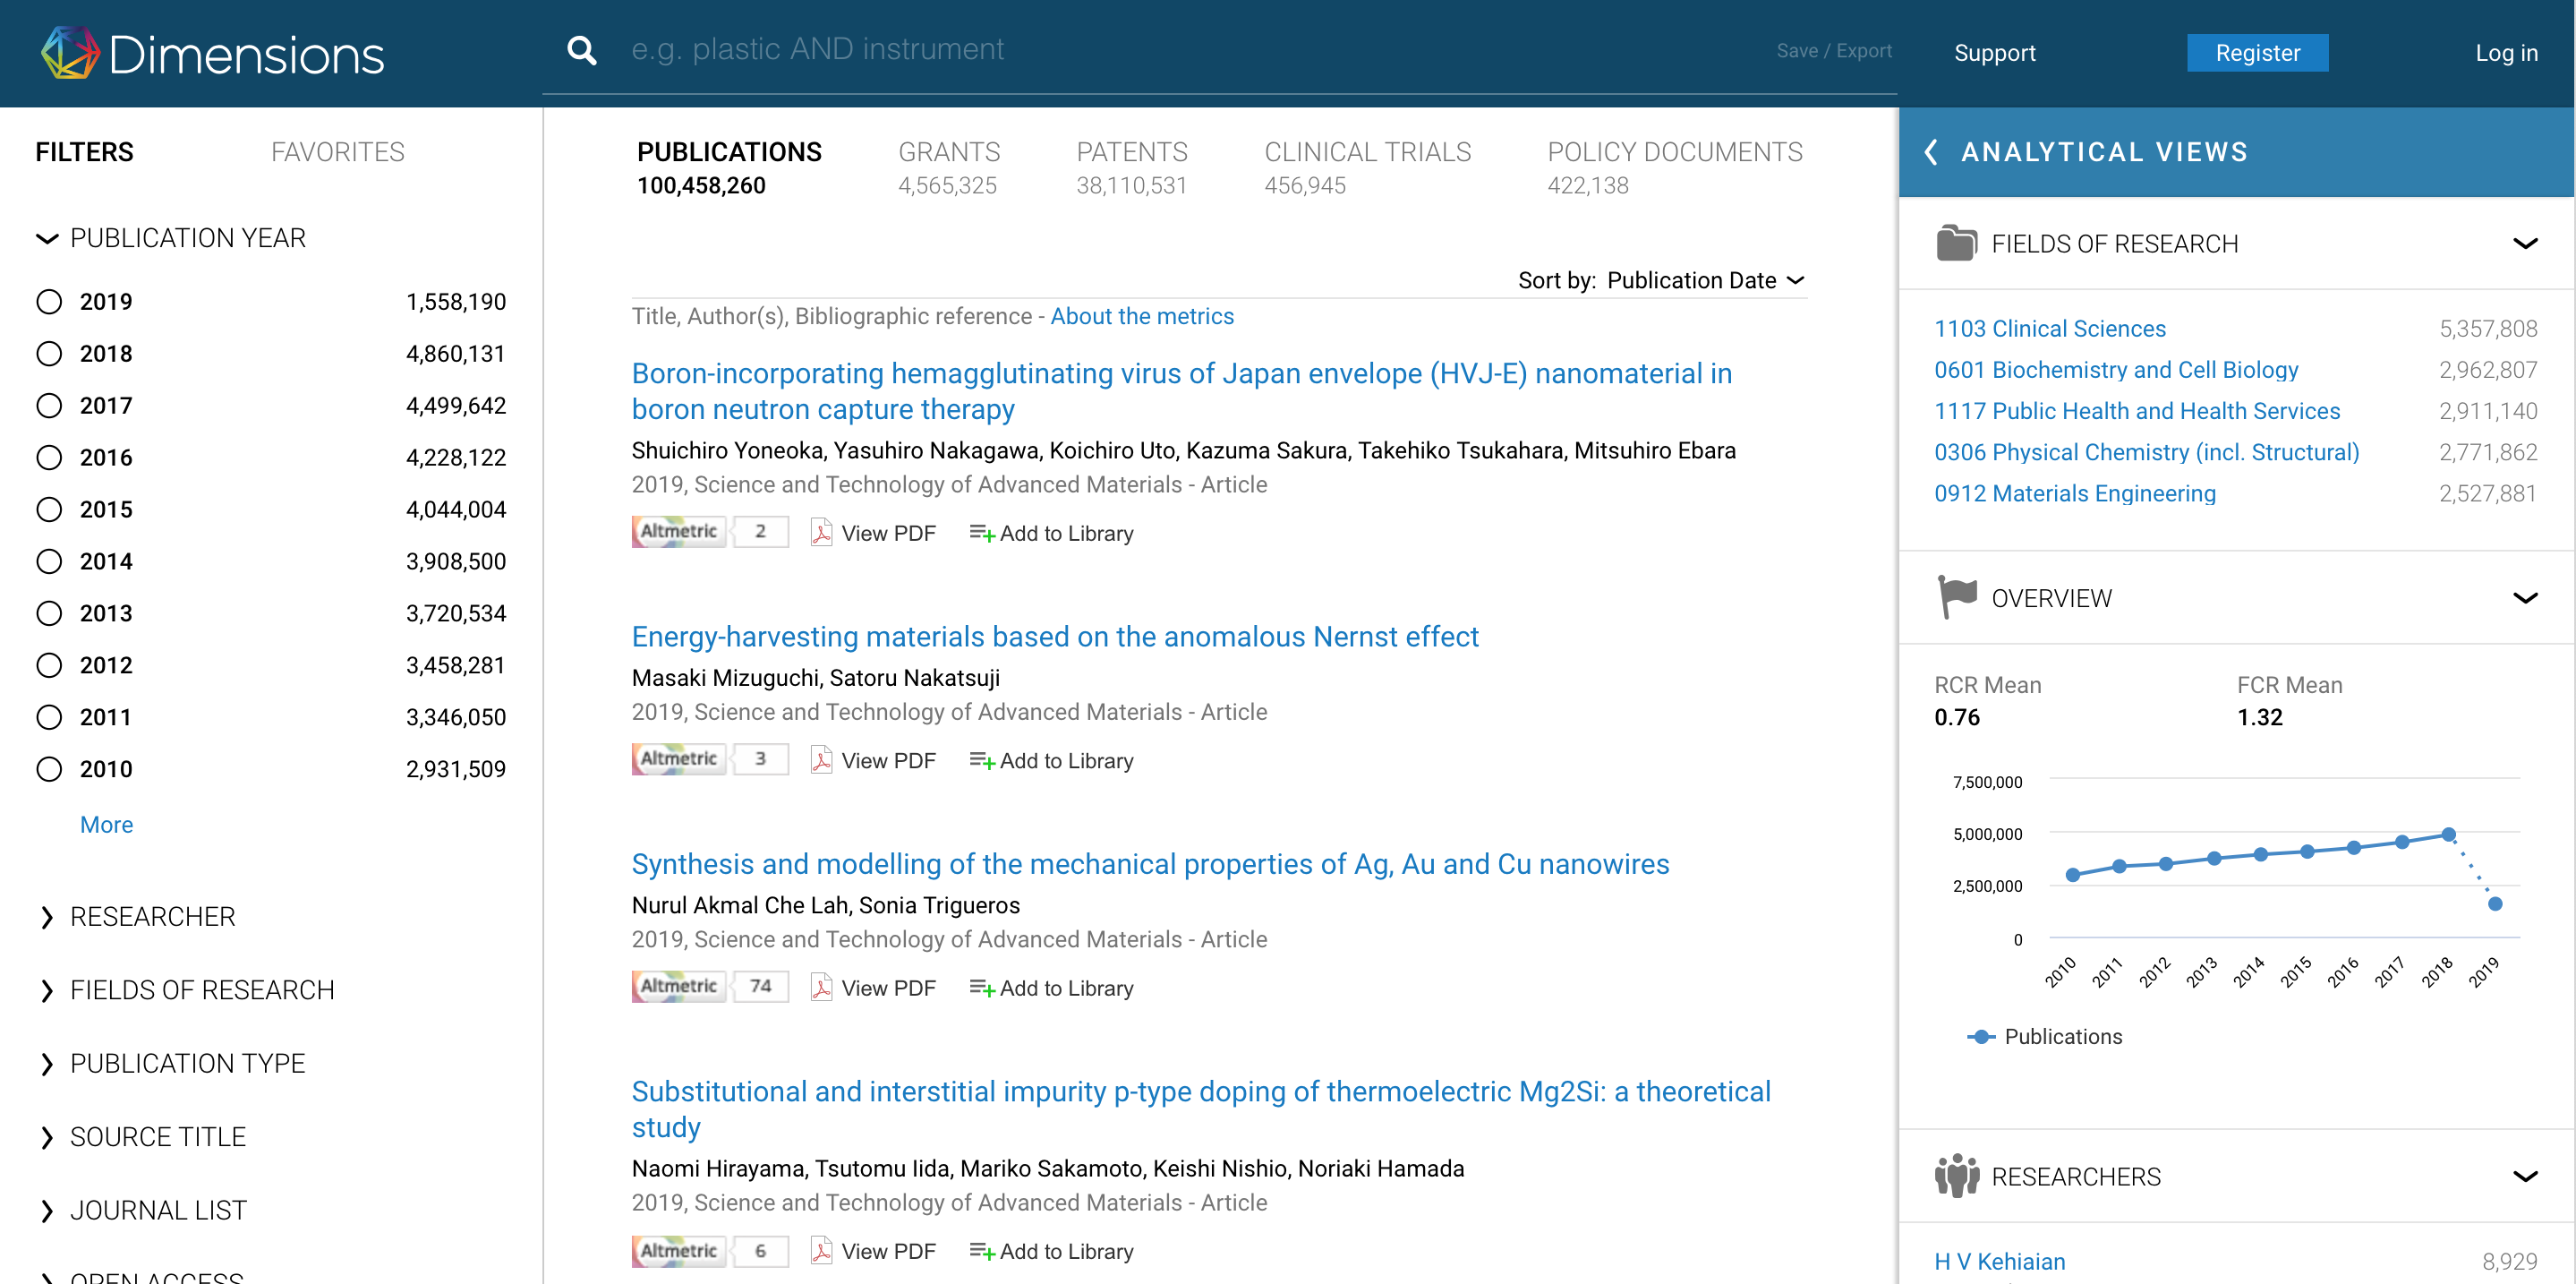 Dimensions
e.g. plastic AND instrument
Save / Export
Support
Register
Log in
FILTERS
FAVORITES
PUBLICATION YEAR
2019 1,558,190
2018 4,860,131
2017 4,499,642
2016 4,228,122
2015 4,044,004
2014 3,908,500
2013 3,720,534
2012 3,458,281
2011 3,346,050
2010 2,931,509
More
RESEARCHER
FIELDS OF RESEARCH
PUBLICATION TYPE
SOURCE TITLE
JOURNAL LIST
OPEN ACCESS
PUBLICATIONS GRANTS PATENTS CLINICAL TRIALS POLICY DOCUMENTS
100,458,260 4,565,325 38,110,531 456,945 422,138
Sort by: Publication Date
Title, Author(s), Bibliographic reference - About the metrics
Boron-incorporating hemagglutinating virus of Japan envelope (HVJ-E) nanomaterial in
boron neutron capture therapy
Shuichiro Yoneoka, Yasuhiro Nakagawa, Koichiro Uto, Kazuma Sakura, Takehiko Tsukahara, Mitsuhiro Ebara
2019, Science and Technology of Advanced Materials - Article
Altmetric 2 View PDF Add to Library
Energy-harvesting materials based on the anomalous Nernst effect
Masaki Mizuguchi, Satoru Nakatsuji
2019, Science and Technology of Advanced Materials - Article
Altmetric 3 View PDF Add to Library
Synthesis and modelling of the mechanical properties of Ag, Au and Cu nanowires
Nurul Akmal Che Lah, Sonia Trigueros
2019, Science and Technology of Advanced Materials - Article
Altmetric 74 View PDF Add to Library
Substitutional and interstitial impurity p-type doping of thermoelectric Mg2Si: a theoretical
study
Naomi Hirayama, Tsutomu Iida, Mariko Sakamoto, Keishi Nishio, Noriaki Hamada
2019, Science and Technology of Advanced Materials - Article
Altmetric 6 View PDF Add to Library
ANALYTICAL VIEWS
FIELDS OF RESEARCH
1103 Clinical Sciences 5,357,808
0601 Biochemistry and Cell Biology 2,962,807
1117 Public Health and Health Services 2,911,140
0306 Physical Chemistry (incl. Structural) 2,771,862
0912 Materials Engineering 2,527,881
OVERVIEW
RCR Mean FCR Mean
0.76 1.32
7,500,000
5,000,000
2,500,000
0
2010 2011 2012 2013 2014 2015 2016 2017 2018 2019
Publications
RESEARCHERS
H V Kehiaian 8,929